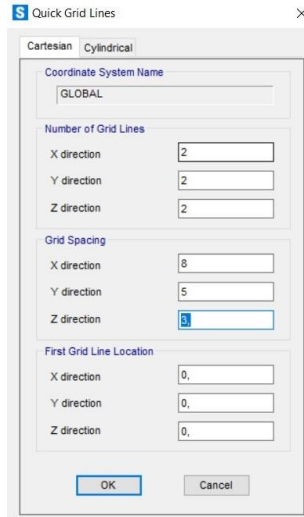 S Quick Grid Lines
Cartesian Cylindrical
Coordinate System Name
GLOBAL
Number of Grid Lines
X direction 2
Y direction 2
Z direction 2
Grid Spacing
X direction 8
Y direction 5
Z direction 3,
First Grid Line Location
X direction 0,
Y direction 0,
Z direction 0,
OK Cancel